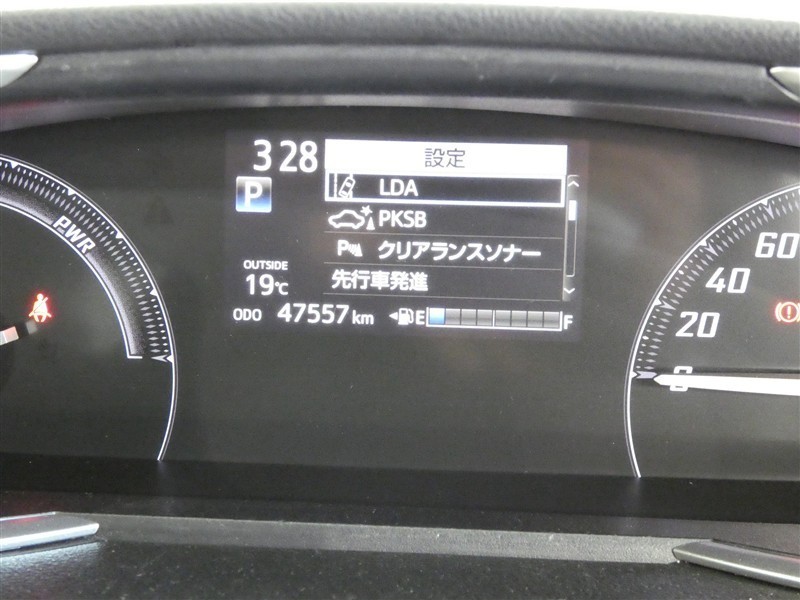 3 28
設定
P
LDA
PKSB
P クリアランスソナー
先行車発進
OUTSIDE
19℃
ODO 47557 km
E F
PWR
60
40
20
0